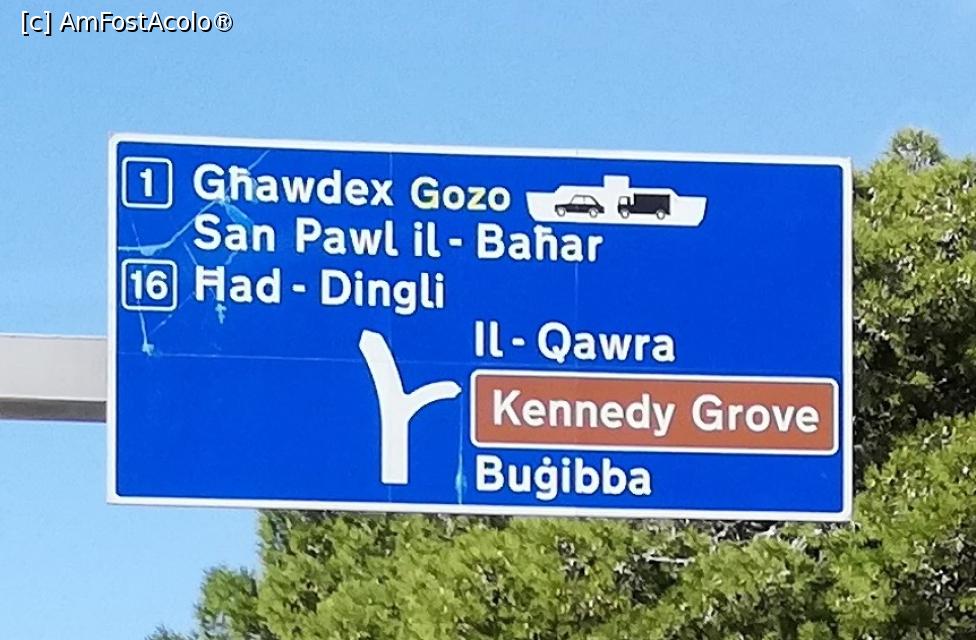 [c] AmFostAcolo®
1 Għawdex Gozo
San Pawl il - Baħar
16 Ħad - Dingli
Il - Qawra
Kennedy Grove
Buġibba